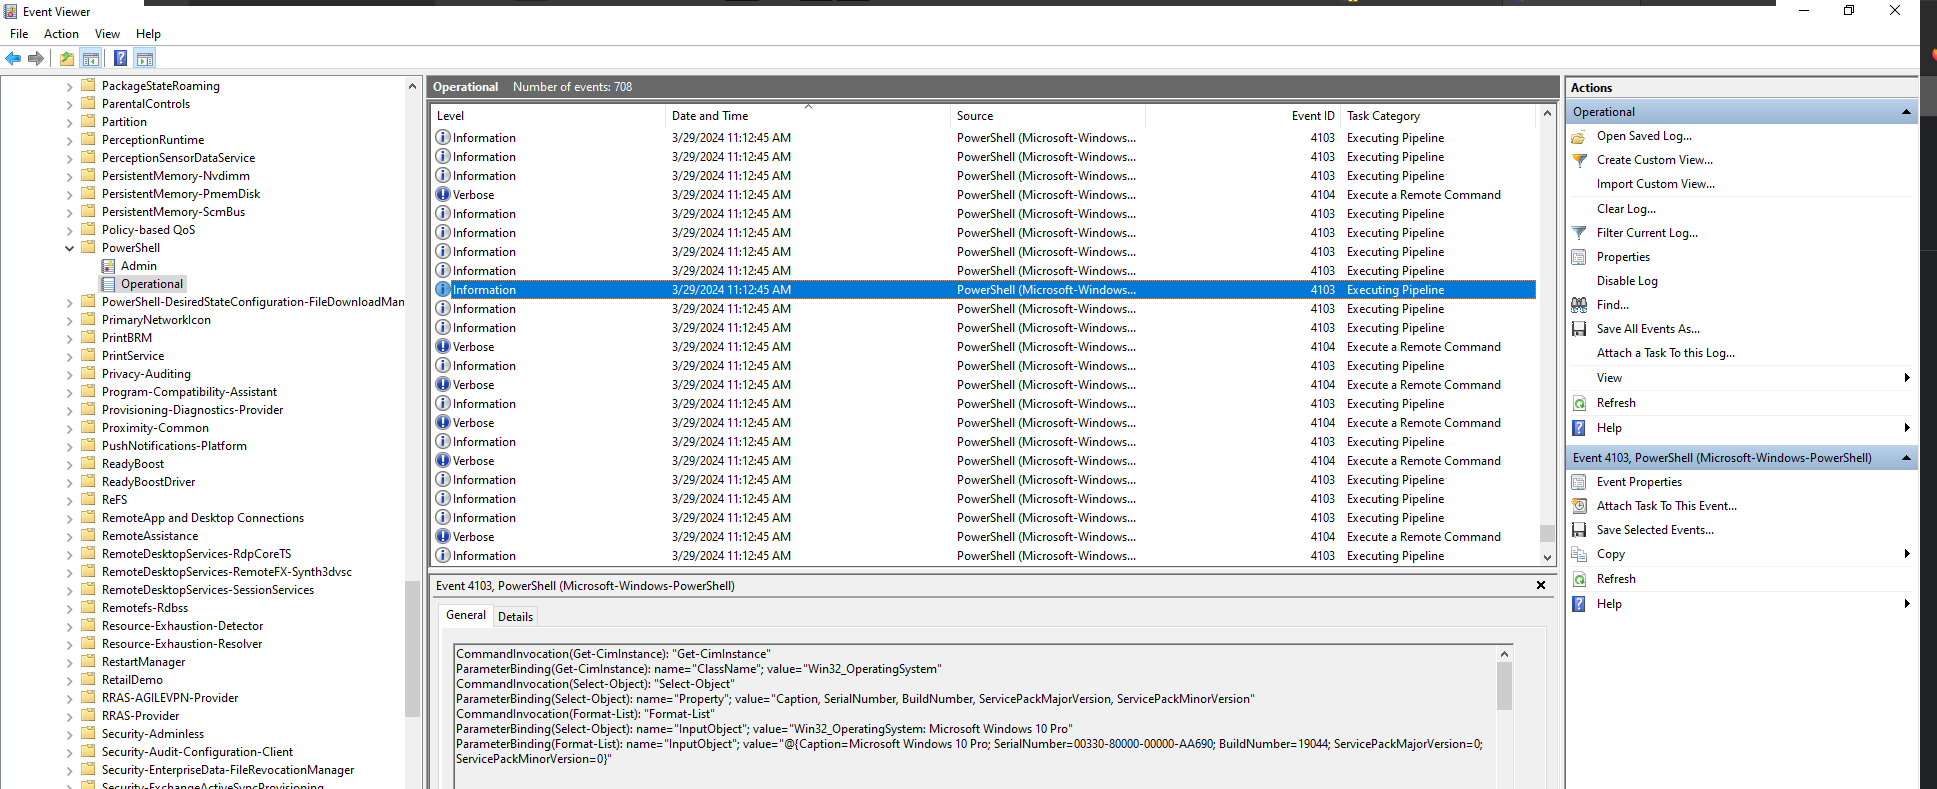 Event Viewer
File Action View Help
PackageStateRoaming
ParentalControls
Partition
PerceptionRuntime
PerceptionSensorDataService
PersistentMemory-Nvdimm
PersistentMemory-PmemDisk
PersistentMemory-ScmBus
Policy-based QoS
PowerShell
Admin
Operational
PowerShell-DesiredStateConfiguration-FileDownloadMan
PrimaryNetworkIcon
PrintBRM
PrintService
Privacy-Auditing
Program-Compatibility-Assistant
Provisioning-Diagnostics-Provider
Proximity-Common
PushNotifications-Platform
ReadyBoost
ReadyBoostDriver
ReFS
RemoteApp and Desktop Connections
RemoteAssistance
RemoteDesktopServices-RdpCoreTS
RemoteDesktopServices-RemoteFX-Synth3dvsc
RemoteDesktopServices-SessionServices
Remotefs-Rdbss
Resource-Exhaustion-Detector
Resource-Exhaustion-Resolver
RestartManager
RetailDemo
RRAS-AGILEVPN-Provider
RRAS-Provider
Security-Adminless
Security-Audit-Configuration-Client
Security-EnterpriseData-FileRevocationManager
Security-ExchangeActiveSyncProvisioning
Operational Number of events: 708
Level Date and Time Source Event ID Task Category
Information 3/29/2024 11:12:45 AM PowerShell (Microsoft-Windows... 4103 Executing Pipeline
Information 3/29/2024 11:12:45 AM PowerShell (Microsoft-Windows... 4103 Executing Pipeline
Information 3/29/2024 11:12:45 AM PowerShell (Microsoft-Windows... 4103 Executing Pipeline
Verbose 3/29/2024 11:12:45 AM PowerShell (Microsoft-Windows... 4104 Execute a Remote Command
Information 3/29/2024 11:12:45 AM PowerShell (Microsoft-Windows... 4103 Executing Pipeline
Information 3/29/2024 11:12:45 AM PowerShell (Microsoft-Windows... 4103 Executing Pipeline
Information 3/29/2024 11:12:45 AM PowerShell (Microsoft-Windows... 4103 Executing Pipeline
Information 3/29/2024 11:12:45 AM PowerShell (Microsoft-Windows... 4103 Executing Pipeline
Information 3/29/2024 11:12:45 AM PowerShell (Microsoft-Windows... 4103 Executing Pipeline
Information 3/29/2024 11:12:45 AM PowerShell (Microsoft-Windows... 4103 Executing Pipeline
Information 3/29/2024 11:12:45 AM PowerShell (Microsoft-Windows... 4103 Executing Pipeline
Verbose 3/29/2024 11:12:45 AM PowerShell (Microsoft-Windows... 4104 Execute a Remote Command
Information 3/29/2024 11:12:45 AM PowerShell (Microsoft-Windows... 4103 Executing Pipeline
Verbose 3/29/2024 11:12:45 AM PowerShell (Microsoft-Windows... 4104 Execute a Remote Command
Information 3/29/2024 11:12:45 AM PowerShell (Microsoft-Windows... 4103 Executing Pipeline
Verbose 3/29/2024 11:12:45 AM PowerShell (Microsoft-Windows... 4104 Execute a Remote Command
Information 3/29/2024 11:12:45 AM PowerShell (Microsoft-Windows... 4103 Executing Pipeline
Verbose 3/29/2024 11:12:45 AM PowerShell (Microsoft-Windows... 4104 Execute a Remote Command
Information 3/29/2024 11:12:45 AM PowerShell (Microsoft-Windows... 4103 Executing Pipeline
Information 3/29/2024 11:12:45 AM PowerShell (Microsoft-Windows... 4103 Executing Pipeline
Information 3/29/2024 11:12:45 AM PowerShell (Microsoft-Windows... 4103 Executing Pipeline
Verbose 3/29/2024 11:12:45 AM PowerShell (Microsoft-Windows... 4104 Execute a Remote Command
Information 3/29/2024 11:12:45 AM PowerShell (Microsoft-Windows... 4103 Executing Pipeline
Event 4103, PowerShell (Microsoft-Windows-PowerShell)
General Details
CommandInvocation(Get-CimInstance): "Get-CimInstance"
ParameterBinding(Get-CimInstance): name="ClassName"; value="Win32_OperatingSystem"
CommandInvocation(Select-Object): "Select-Object"
ParameterBinding(Select-Object): name="Property"; value="Caption, SerialNumber, BuildNumber, ServicePackMajorVersion, ServicePackMinorVersion"
CommandInvocation(Format-List): "Format-List"
ParameterBinding(Select-Object): name="InputObject"; value="Win32_OperatingSystem: Microsoft Windows 10 Pro"
ParameterBinding(Format-List): name="InputObject"; value="@{Caption=Microsoft Windows 10 Pro; SerialNumber=00330-80000-00000-AA690; BuildNumber=19044; ServicePackMajorVersion=0;
ServicePackMinorVersion=0}"
Actions
Operational
Open Saved Log...
Create Custom View...
Import Custom View...
Clear Log...
Filter Current Log...
Properties
Disable Log
Find...
Save All Events As...
Attach a Task To this Log...
View
Refresh
Help
Event 4103, PowerShell (Microsoft-Windows-PowerShell)
Event Properties
Attach Task To This Event...
Save Selected Events...
Copy
Refresh
Help